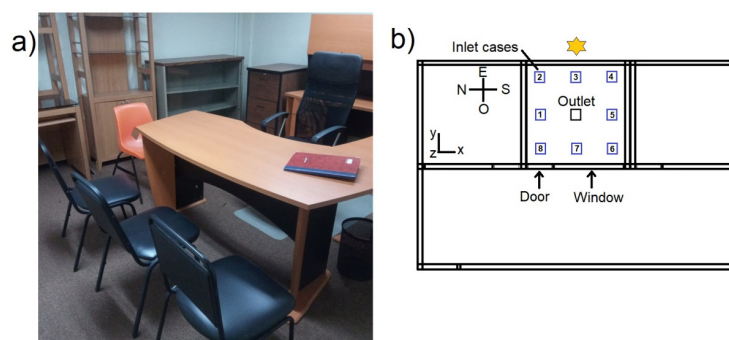 a)
b)
Inlet cases
2 3 4
E
N S
O
Outlet
1 5
y
z x
8 7 6
Door Window